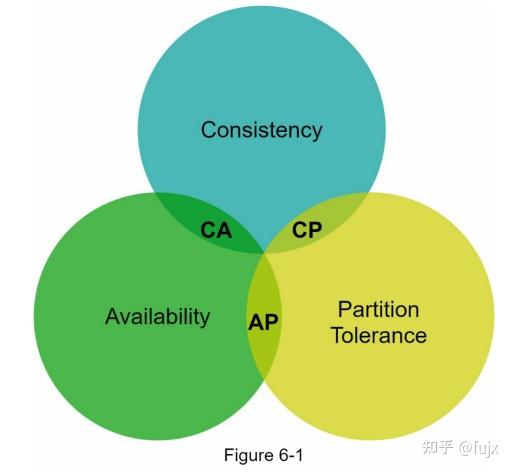 Consistency
CA
CP
Availability
AP
Partition
Tolerance
Figure 6-1
知乎 @fujx